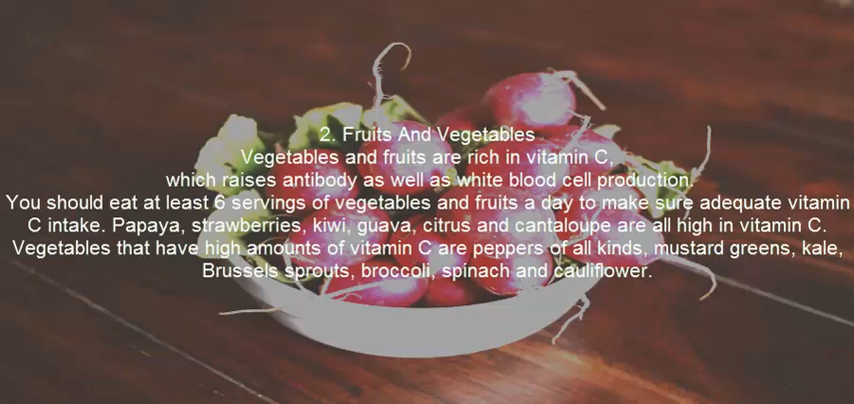 2. Fruits And Vegetables
Vegetables and fruits are rich in vitamin C,
which raises antibody as well as white blood cell production.
You should eat at least 6 servings of vegetables and fruits a day to make sure adequate vitamin
C intake. Papaya, strawberries, kiwi, guava, citrus and cantaloupe are all high in vitamin C.
Vegetables that have high amounts of vitamin C are peppers of all kinds, mustard greens, kale,
Brussels sprouts, broccoli, spinach and cauliflower.